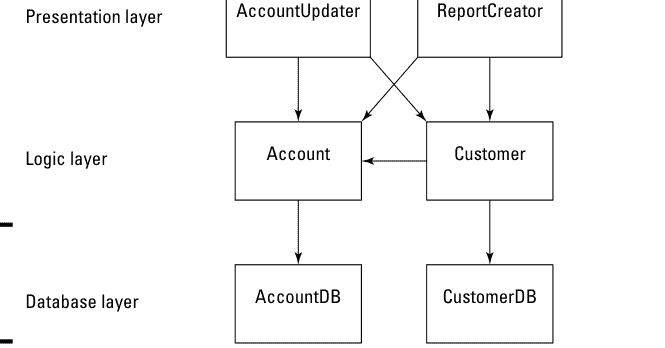 Presentation layer
AccountUpdater
ReportCreator
Logic layer
Account
Customer
Database layer
AccountDB
CustomerDB